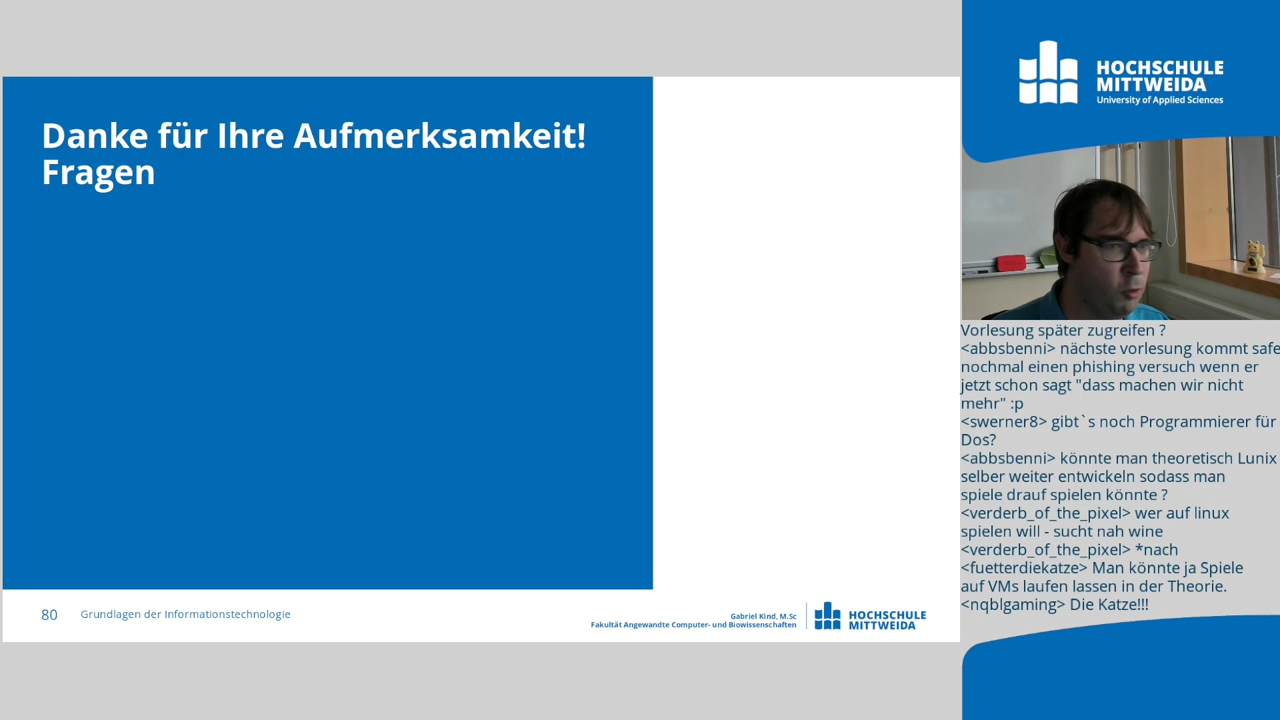 Danke für Ihre Aufmerksamkeit!
Fragen
80
Grundlagen der Informationstechnologie
Gabriel Kind, M.Sc
Fakultät Angewandte Computer- und Biowissenschaften
HOCHSCHULE
MITTWEIDA
HOCHSCHULE
MITTWEIDA
University of Applied Sciences
Vorlesung später zugreifen ?
<abbsbenni> nächste vorlesung kommt safe
nochmal einen phishing versuch wenn er
jetzt schon sagt "dass machen wir nicht
mehr" :p
<swerner8> gibt`s noch Programmierer für
Dos?
<abbsbenni> könnte man theoretisch Lunix
selber weiter entwickeln sodass man
spiele drauf spielen könnte ?
<verderb_of_the_pixel> wer auf linux
spielen will - sucht nah wine
<verderb_of_the_pixel> *nach
<fuetterdiekatze> Man könnte ja Spiele
auf VMs laufen lassen in der Theorie.
<nqblgaming> Die Katze!!!